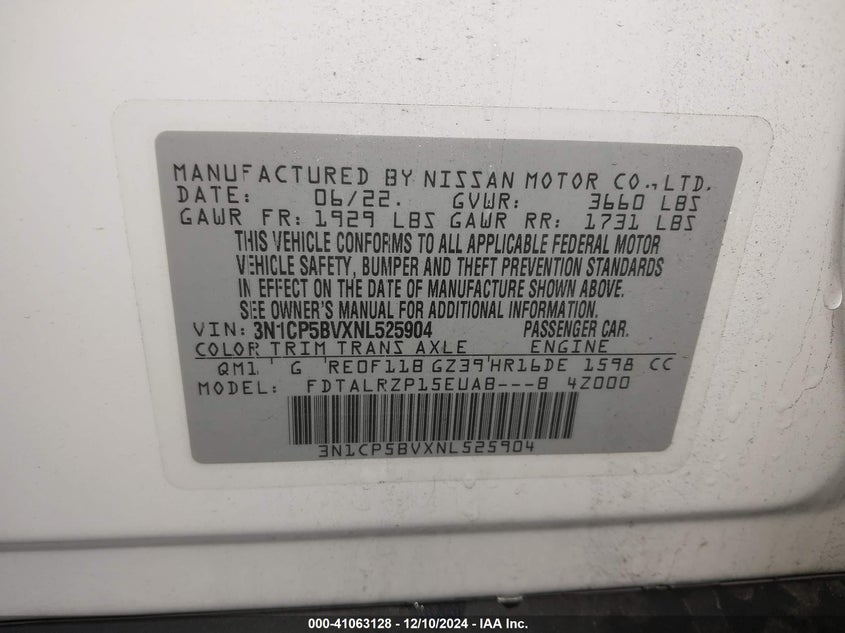 MANUFACTURED BY NISSAN MOTOR CO., LTD.
DATE: 06/22. GVWR: 3660 LBS
GAWR FR: 1929 LBS GAWR RR: 1731 LBS
THIS VEHICLE CONFORMS TO ALL APPLICABLE FEDERAL MOTOR
VEHICLE SAFETY, BUMPER AND THEFT PREVENTION STANDARDS
IN EFFECT ON THE DATE OF MANUFACTURE SHOWN ABOVE.
SEE OWNER'S MANUAL FOR ADDITIONAL INFORMATION.
VIN: 3N1CP5BVXNL525904 PASSENGER CAR.
COLOR TRIM TRANS AXLE ENGINE
QM1 G RE0F11B GZ39 HR16DE 1598 CC
MODEL: FDTALRZP15EUAB---B 4Z000
3N1CP5BVXNL525904
000-41063128 - 12/10/2024 - IAA Inc.